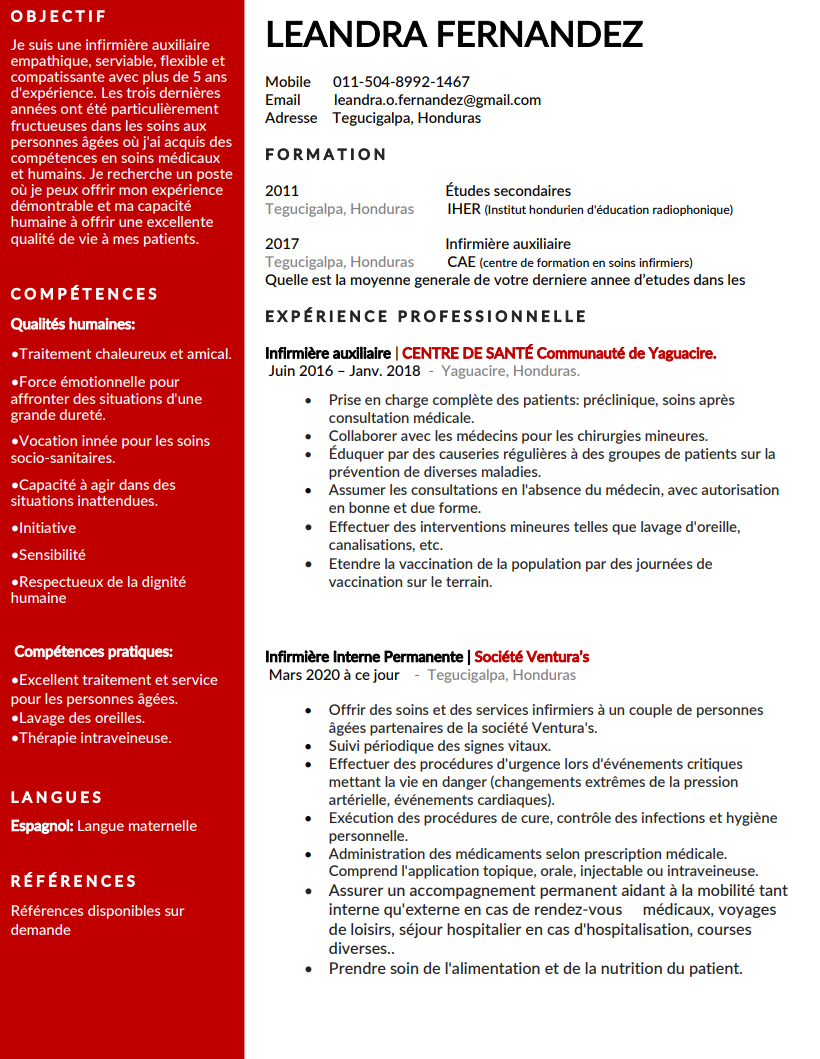 OBJECTIF
Je suis une infirmière auxiliaire
empathique, serviable, flexible et
compatissante avec plus de 5 ans
d'expérience. Les trois dernières
années ont été particulièrement
fructueuses dans les soins aux
personnes âgées où j'ai acquis des
compétences en soins médicaux
et humains. Je recherche un poste
où je peux offrir mon expérience
démontrable et ma capacité
humaine à offrir une excellente
qualité de vie à mes patients.
COMPÉTENCES
Qualités humaines:
•Traitement chaleureux et amical.
•Force émotionnelle pour
affronter des situations d'une
grande dureté.
•Vocation innée pour les soins
socio-sanitaires.
•Capacité à agir dans des
situations inattendues.
•Initiative
•Sensibilité
•Respectueux de la dignité
humaine
Compétences pratiques:
•Excellent traitement et service
pour les personnes âgées.
•Lavage des oreilles.
•Thérapie intraveineuse.
LANGUES
Espagnol: Langue maternelle
RÉFÉRENCES
Références disponibles sur
demande
LEANDRA FERNANDEZ
Mobile 011-504-8992-1467
Email leandra.o.fernandez@gmail.com
Adresse Tegucigalpa, Honduras
FORMATION
2011 Études secondaires
Tegucigalpa, Honduras IHER (Institut hondurien d'éducation radiophonique)
2017 Infirmière auxiliaire
Tegucigalpa, Honduras CAE (centre de formation en soins infirmiers)
Quelle est la moyenne generale de votre derniere annee d'etudes dans les
EXPÉRIENCE PROFESSIONNELLE
Infirmière auxiliaire | CENTRE DE SANTÉ Communauté de Yaguacire.
Juin 2016 – Janv. 2018 - Yaguacire, Honduras.
• Prise en charge complète des patients: préclinique, soins après
consultation médicale.
• Collaborer avec les médecins pour les chirurgies mineures.
• Éduquer par des causeries régulières à des groupes de patients sur la
prévention de diverses maladies.
• Assumer les consultations en l'absence du médecin, avec autorisation
en bonne et due forme.
• Effectuer des interventions mineures telles que lavage d'oreille,
canalisations, etc.
• Etendre la vaccination de la population par des journées de
vaccination sur le terrain.
Infirmière Interne Permanente | Société Ventura's
Mars 2020 à ce jour - Tegucigalpa, Honduras
• Offrir des soins et des services infirmiers à un couple de personnes
âgées partenaires de la société Ventura's.
• Suivi périodique des signes vitaux.
• Effectuer des procédures d'urgence lors d'événements critiques
mettant la vie en danger (changements extrêmes de la pression
artérielle, événements cardiaques).
• Exécution des procédures de cure, contrôle des infections et hygiène
personnelle.
• Administration des médicaments selon prescription médicale.
Comprend l'application topique, orale, injectable ou intraveineuse.
• Assurer un accompagnement permanent aidant à la mobilité tant
interne qu'externe en cas de rendez-vous médicaux, voyages
de loisirs, séjour hospitalier en cas d'hospitalisation, courses
diverses..
• Prendre soin de l'alimentation et de la nutrition du patient.